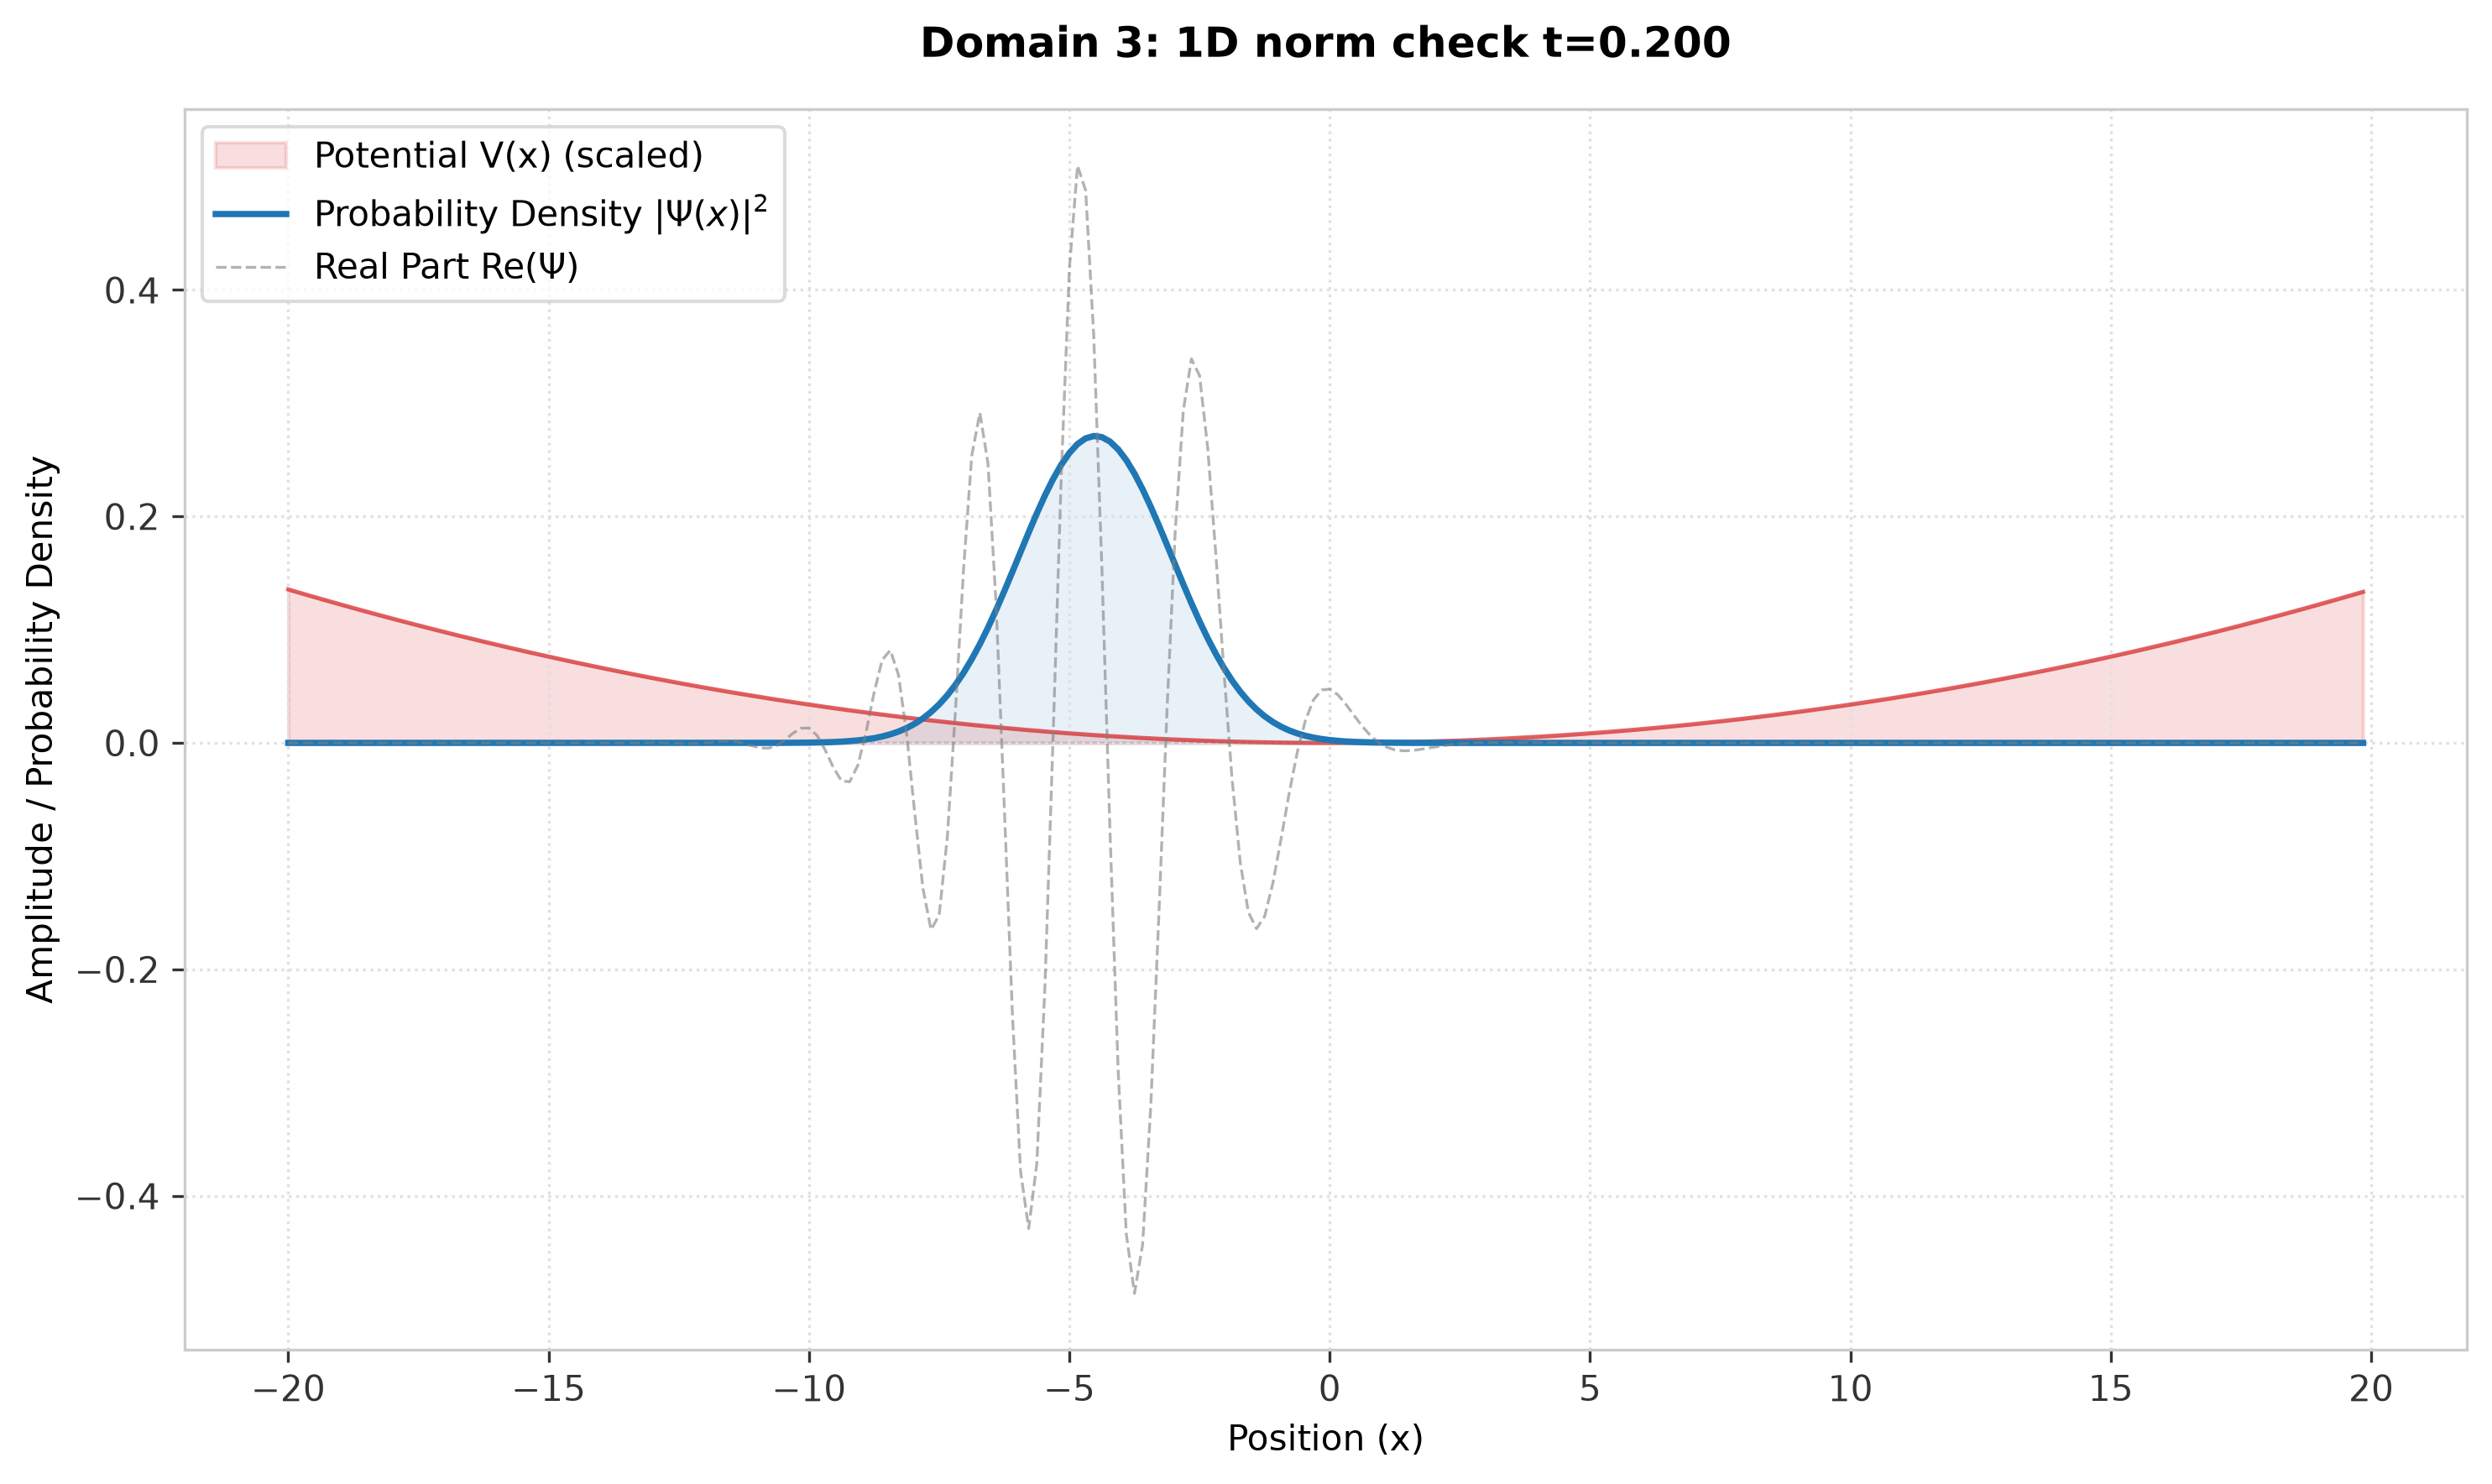 Domain 3: 1D norm check t=0.200
Potential V(x) (scaled)
Probability Density |Ψ(x)|²
Real Part Re(Ψ)
Amplitude / Probability Density
0.4
0.2
0.0
−0.2
−0.4
−20 −15 −10 −5 0 5 10 15 20
Position (x)